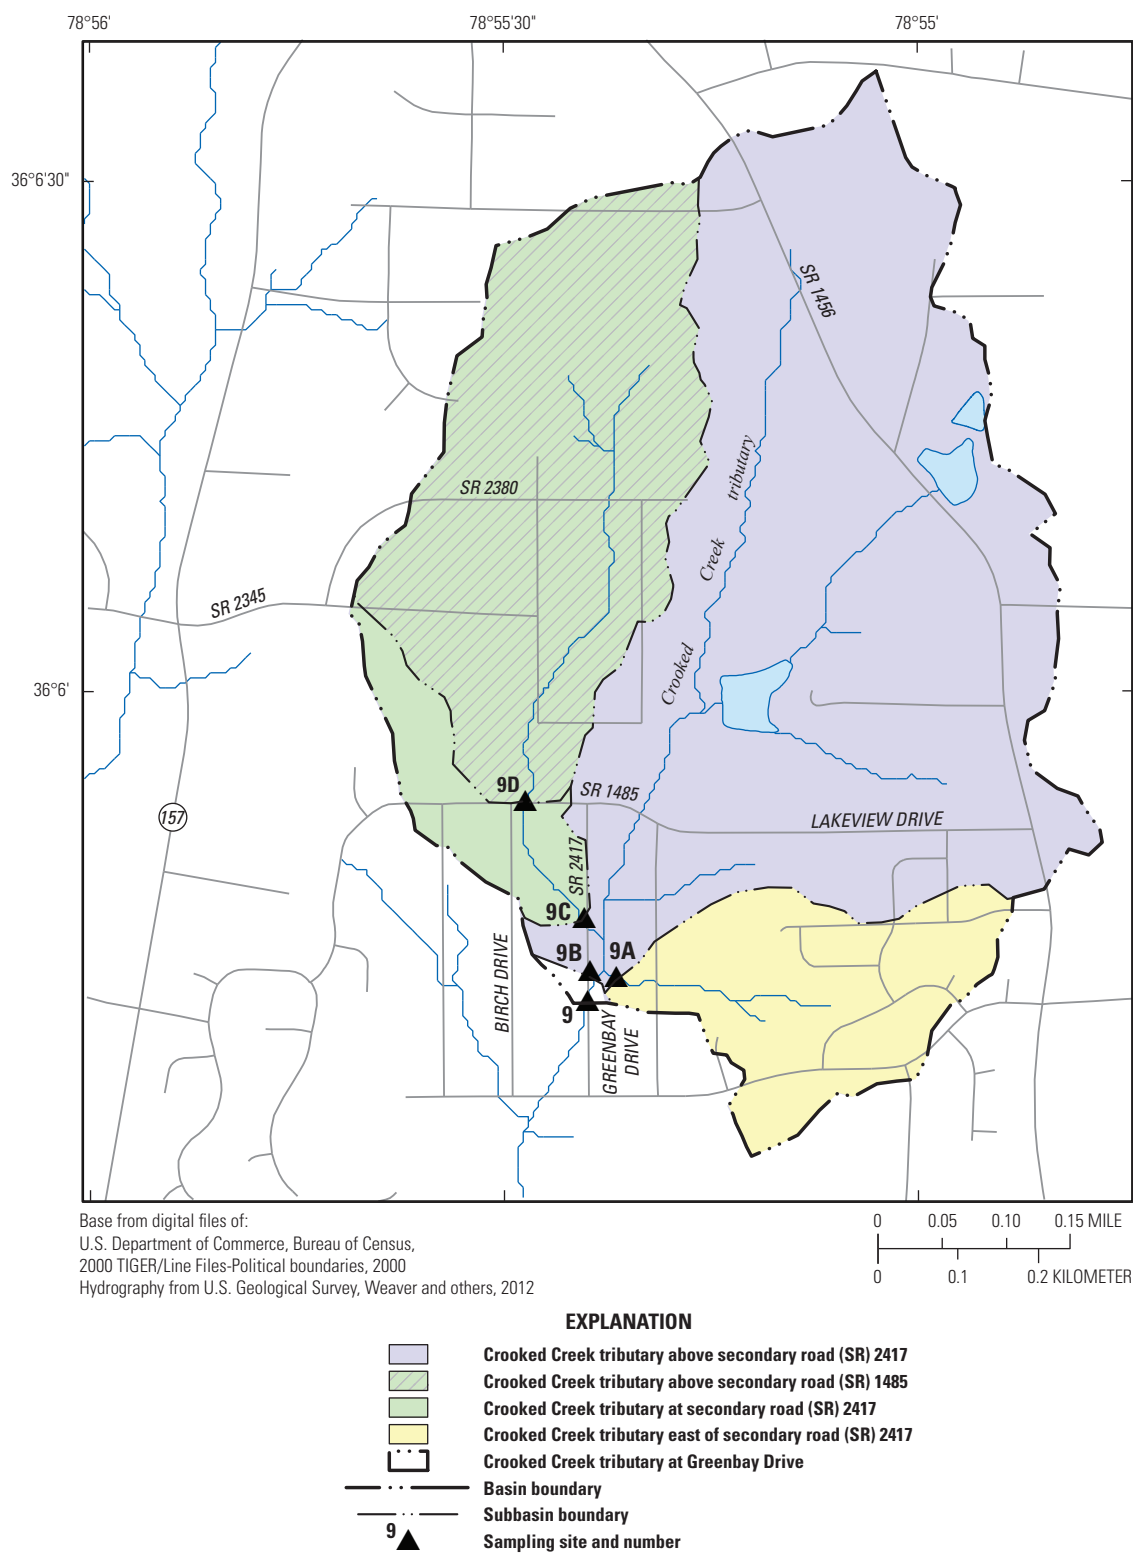 78°56'
78°55'30"
78°55'
36°6'30"
SR 1456
tributary
SR 2380
Creek
SR 2345
Crooked
36°6'
9D
SR 1485
157
LAKEVIEW DRIVE
SR 2417
9C
9B
9A
BIRCH DRIVE
9
GREENBAY
DRIVE
Base from digital files of:
U.S. Department of Commerce, Bureau of Census,
2000 TIGER/Line Files-Political boundaries, 2000
Hydrography from U.S. Geological Survey, Weaver and others, 2012
0 0.05 0.10 0.15 MILE
0 0.1 0.2 KILOMETER
EXPLANATION
Crooked Creek tributary above secondary road (SR) 2417
Crooked Creek tributary above secondary road (SR) 1485
Crooked Creek tributary at secondary road (SR) 2417
Crooked Creek tributary east of secondary road (SR) 2417
Crooked Creek tributary at Greenbay Drive
Basin boundary
Subbasin boundary
9 Sampling site and number